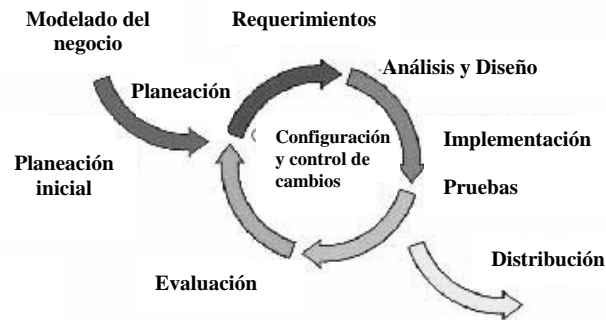 Modelado del
negocio
Requerimientos
Planeación
Análisis y Diseño
Configuración
y control de
cambios
Implementación
Planeación
inicial
Pruebas
Distribución
Evaluación